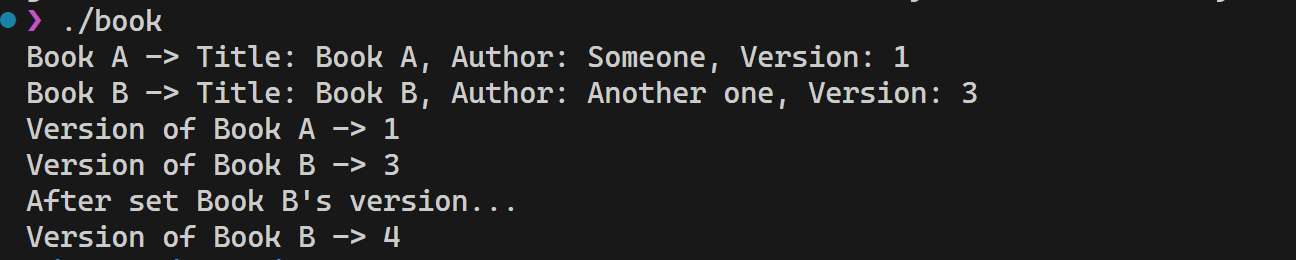 ❯ ./book
Book A -> Title: Book A, Author: Someone, Version: 1
Book B -> Title: Book B, Author: Another one, Version: 3
Version of Book A -> 1
Version of Book B -> 3
After set Book B's version...
Version of Book B -> 4